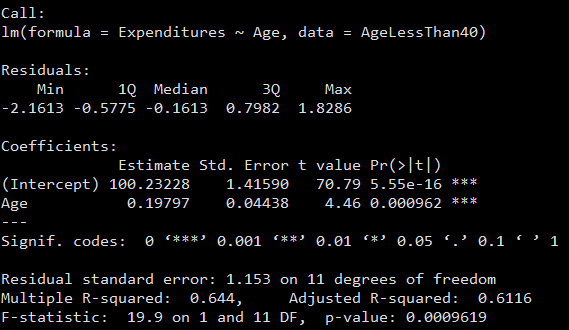 Call:
lm(formula = Expenditures ~ Age, data = AgeLessThan40)
Residuals:
    Min      1Q  Median      3Q     Max
-2.1613 -0.5775 -0.1613  0.7982  1.8286
Coefficients:
             Estimate Std. Error t value Pr(>|t|)
(Intercept) 100.23228    1.41590   70.79 5.55e-16 ***
Age           0.19797    0.04438    4.46 0.000962 ***
---
Signif. codes:  0 ‘***’ 0.001 ‘**’ 0.01 ‘*’ 0.05 ‘.’ 0.1 ‘ ’ 1
Residual standard error: 1.153 on 11 degrees of freedom
Multiple R-squared:  0.644,     Adjusted R-squared:  0.6116
F-statistic:  19.9 on 1 and 11 DF,  p-value: 0.0009619